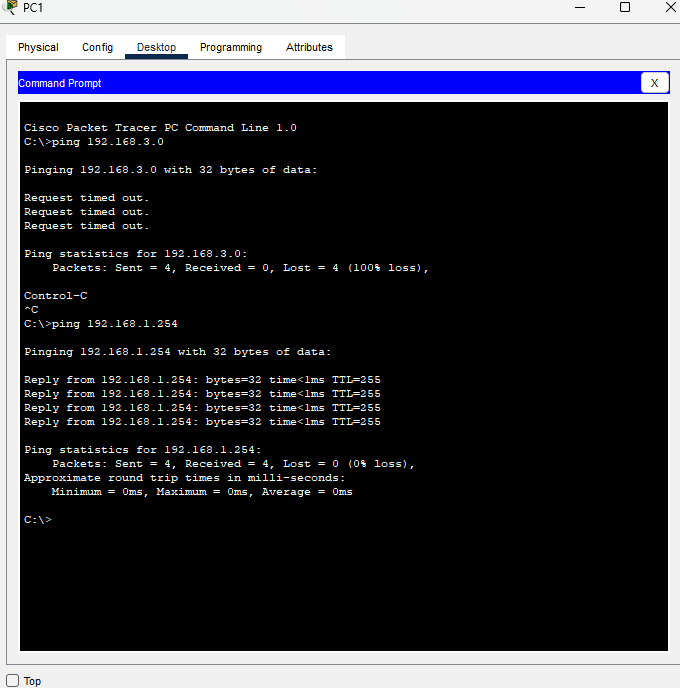 PC1
Physical Config Desktop Programming Attributes
Command Prompt X
Cisco Packet Tracer PC Command Line 1.0
C:\>ping 192.168.3.0
Pinging 192.168.3.0 with 32 bytes of data:
Request timed out.
Request timed out.
Request timed out.
Ping statistics for 192.168.3.0:
    Packets: Sent = 4, Received = 0, Lost = 4 (100% loss),
Control-C
^C
C:\>ping 192.168.1.254
Pinging 192.168.1.254 with 32 bytes of data:
Reply from 192.168.1.254: bytes=32 time<1ms TTL=255
Reply from 192.168.1.254: bytes=32 time<1ms TTL=255
Reply from 192.168.1.254: bytes=32 time<1ms TTL=255
Reply from 192.168.1.254: bytes=32 time<1ms TTL=255
Ping statistics for 192.168.1.254:
    Packets: Sent = 4, Received = 4, Lost = 0 (0% loss),
Approximate round trip times in milli-seconds:
    Minimum = 0ms, Maximum = 0ms, Average = 0ms
C:\>
Top